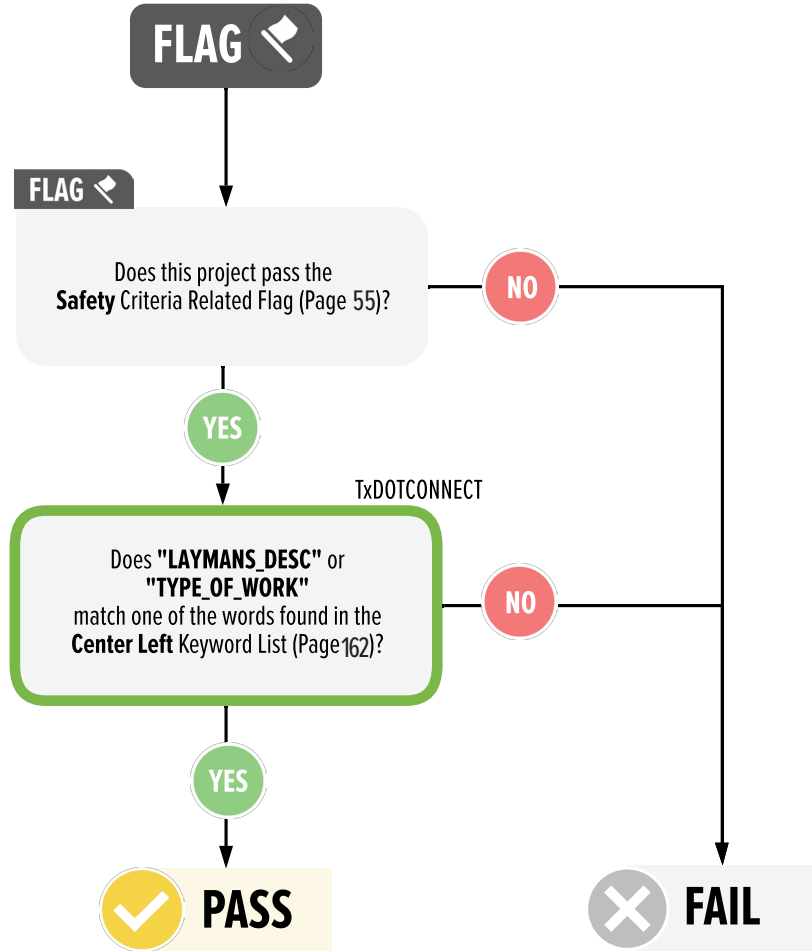 FLAG
FLAG
Does this project pass the
Safety Criteria Related Flag (Page 55)?
NO
YES
TxDOTCONNECT
Does "LAYMANS_DESC" or
"TYPE_OF_WORK"
match one of the words found in the
Center Left Keyword List (Page 162)?
NO
YES
PASS
FAIL